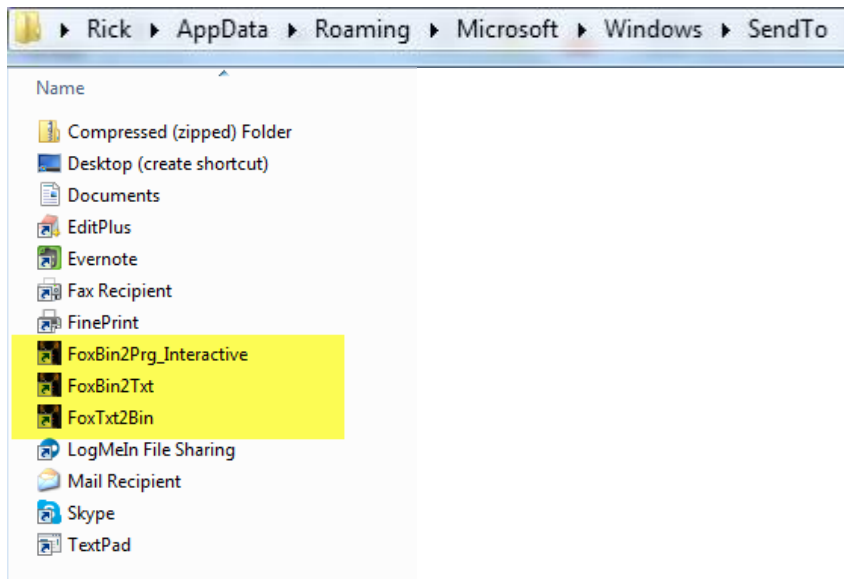 Rick AppData Roaming Microsoft Windows SendTo
Name
Compressed (zipped) Folder
Desktop (create shortcut)
Documents
EditPlus
Evernote
Fax Recipient
FinePrint
FoxBin2Prg_Interactive
FoxBin2Txt
FoxTxt2Bin
LogMeIn File Sharing
Mail Recipient
Skype
TextPad